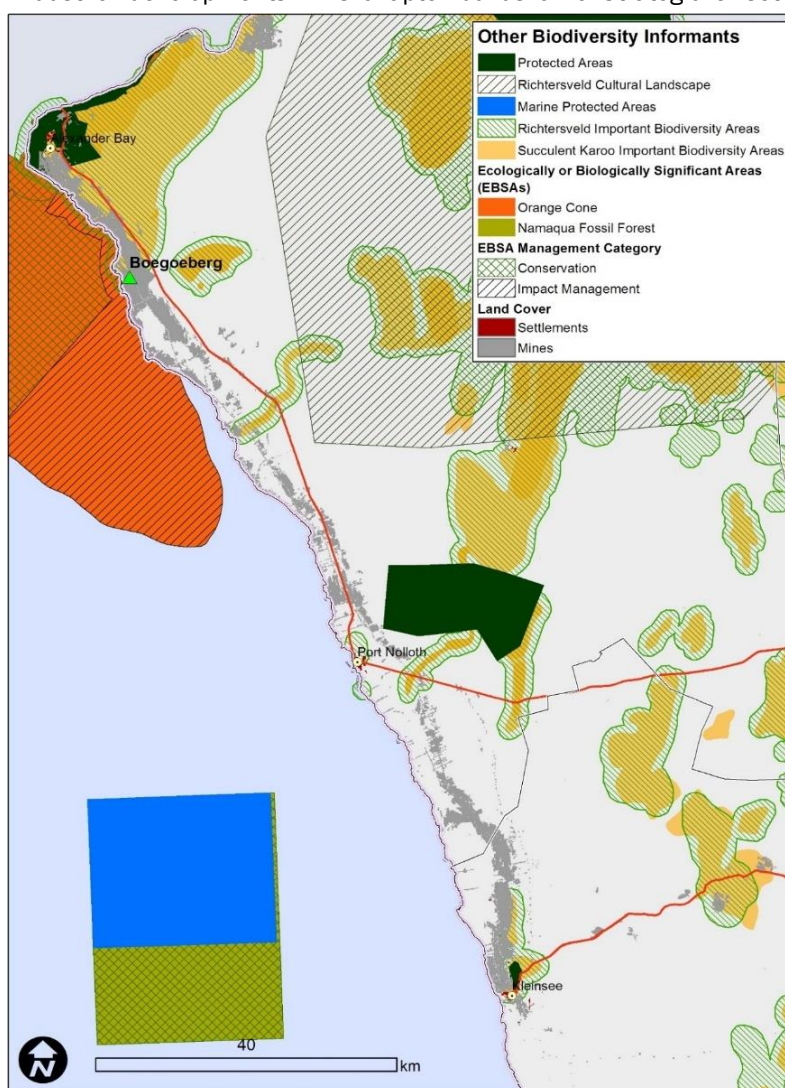 Other Biodiversity Informants
Protected Areas
Richtersveld Cultural Landscape
Marine Protected Areas
Richtersveld Important Biodiversity Areas
Succulent Karoo Important Biodiversity Areas
Ecologically or Biologically Significant Areas
(EBSAs)
Orange Cone
Namaqua Fossil Forest
EBSA Management Category
Conservation
Impact Management
Land Cover
Settlements
Mines
Alexander Bay
Boegoeberg
Port Nolloth
Kleinsee
N
40
km